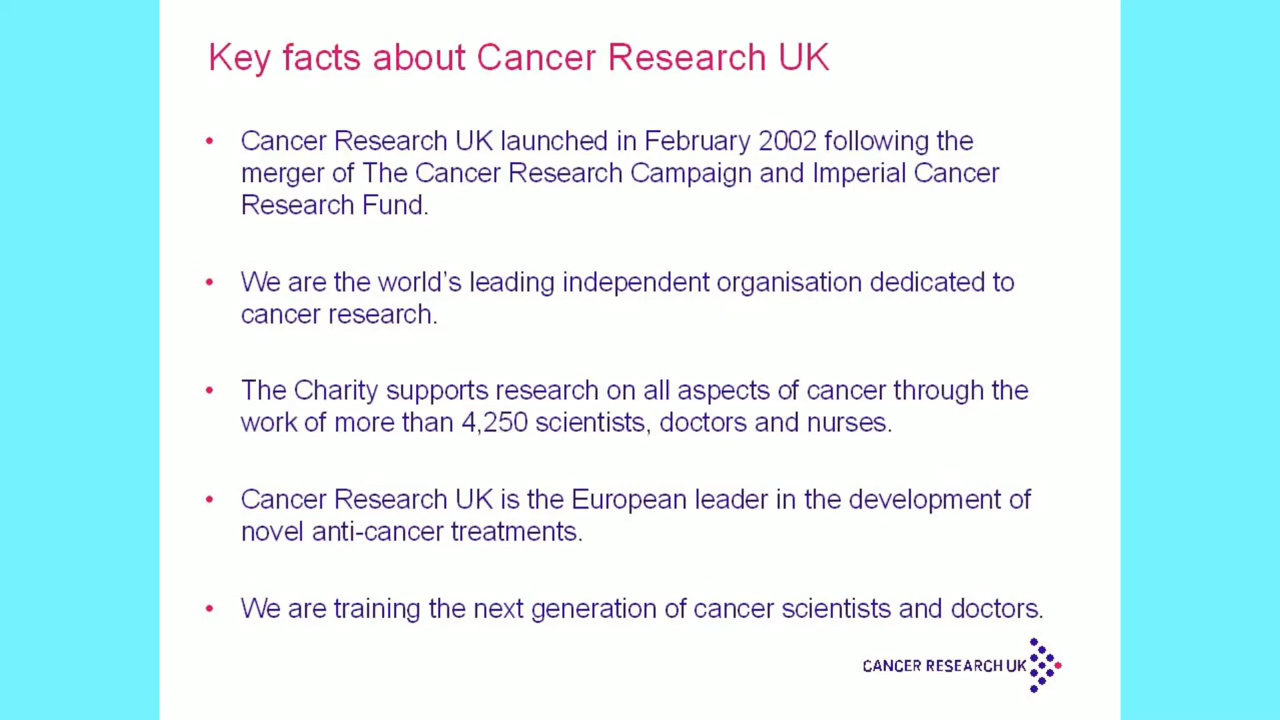 Key facts about Cancer Research UK
• Cancer Research UK launched in February 2002 following the
merger of The Cancer Research Campaign and Imperial Cancer
Research Fund.
• We are the world's leading independent organisation dedicated to
cancer research.
• The Charity supports research on all aspects of cancer through the
work of more than 4,250 scientists, doctors and nurses.
• Cancer Research UK is the European leader in the development of
novel anti-cancer treatments.
• We are training the next generation of cancer scientists and doctors.
CANCER RESEARCH UK